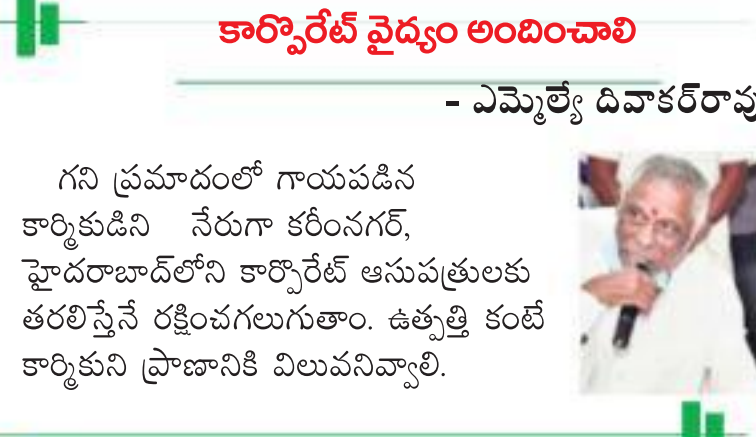 కార్పొరేట్ వైద్యం అందించాలి
- ఎమ్మెల్యే దివాకర్‌రావు
గని ప్రమాదంలో గాయపడిన
కార్మికుడిని నేరుగా కరీంనగర్,
హైదరాబాద్‌లోని కార్పొరేట్ ఆసుపత్రులకు
తరలిస్తేనే రక్షించగలుగుతాం. ఉత్పత్తి కంటే
కార్మికుని ప్రాణానికి విలువనివ్వాలి.